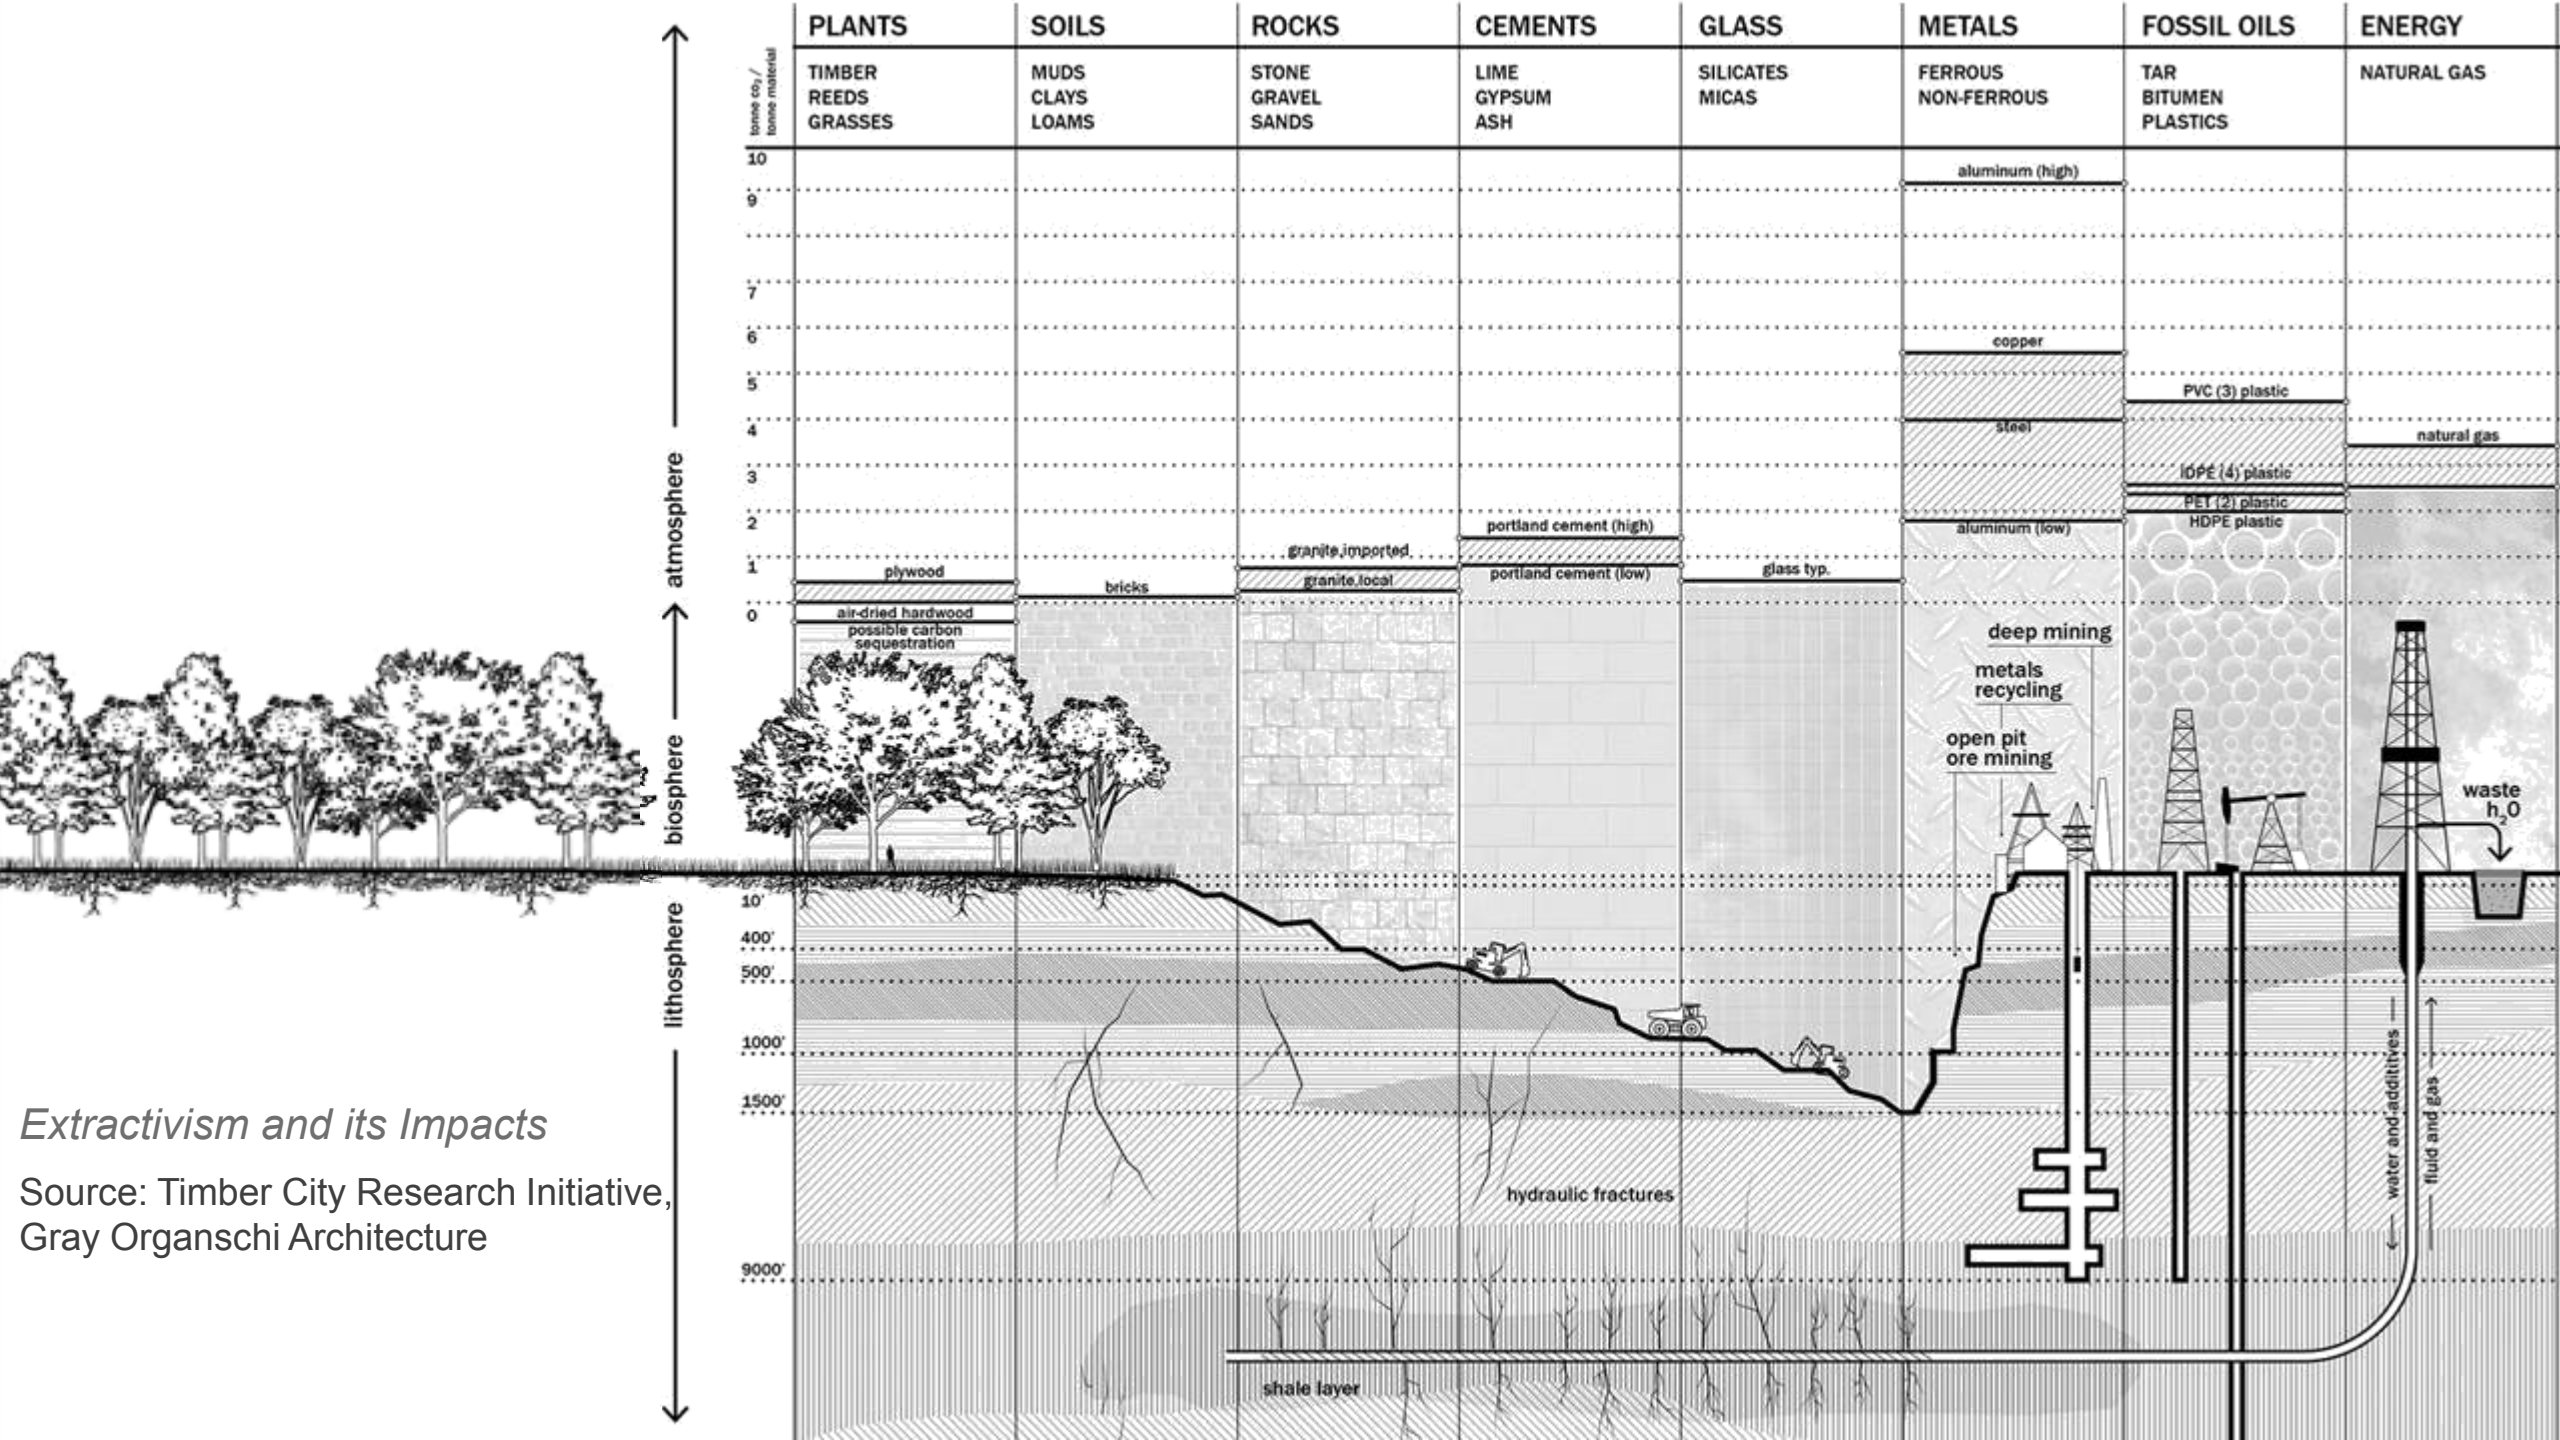 PLANTS
SOILS
ROCKS
CEMENTS
GLASS
METALS
FOSSIL OILS
ENERGY
tonne co2 /
tonne material
TIMBER
REEDS
GRASSES
MUDS
CLAYS
LOAMS
STONE
GRAVEL
SANDS
LIME
GYPSUM
ASH
SILICATES
MICAS
FERROUS
NON-FERROUS
TAR
BITUMEN
PLASTICS
NATURAL GAS
10
9
7
6
5
4
3
2
1
0
aluminum (high)
copper
steel
aluminum (low)
PVC (3) plastic
lDPE (4) plastic
PET (2) plastic
HDPE plastic
natural gas
portland cement (high)
portland cement (low)
granite,imported
granite,local
glass typ.
plywood
bricks
air-dried hardwood
possible carbon
sequestration
atmosphere
biosphere
lithosphere
deep mining
metals
recycling
open pit
ore mining
waste
h2O
10'
400'
500'
1000'
1500'
9000'
water and additives
fluid and gas
hydraulic fractures
shale layer
Extractivism and its Impacts
Source: Timber City Research Initiative,
Gray Organschi Architecture